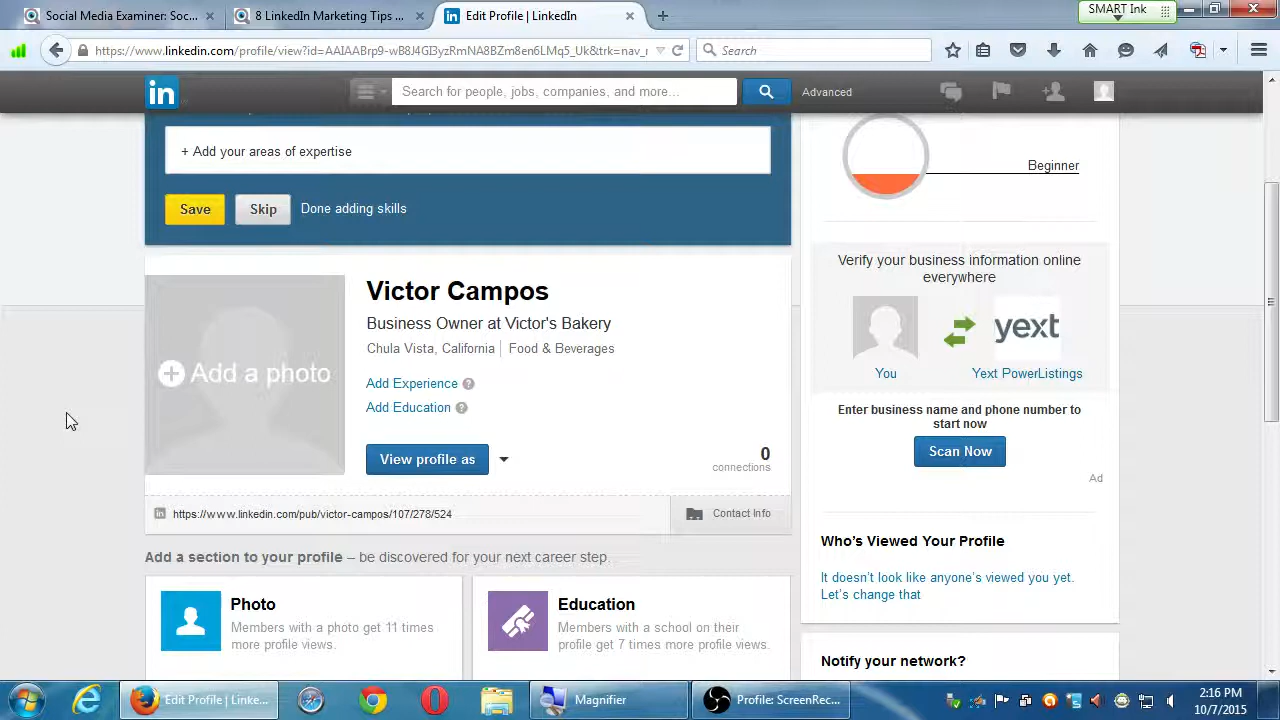 Social Media Examiner: Soc...
8 LinkedIn Marketing Tips ...
Edit Profile | LinkedIn
SMART Ink
https://www.linkedin.com/profile/view?id=AAIAABrp9-wB8J4GI3yzRmNA8BZm8en6LMq5_Uk&trk=nav_r
Search
in
Search for people, jobs, companies, and more...
Advanced
+ Add your areas of expertise
Save
Skip
Done adding skills
Beginner
Victor Campos
Business Owner at Victor's Bakery
Chula Vista, California
Food & Beverages
Add a photo
Add Experience ?
Add Education ?
View profile as
0
connections
https://www.linkedin.com/pub/victor-campos/107/278/524
Contact Info
Verify your business information online
everywhere
yext
You
Yext PowerListings
Enter business name and phone number to
start now
Scan Now
Ad
Add a section to your profile – be discovered for your next career step.
Photo
Members with a photo get 11 times
more profile views.
Education
Members with a school on their
profile get 7 times more profile views.
Who's Viewed Your Profile
It doesn't look like anyone's viewed you yet.
Let's change that
Notify your network?
Edit Profile | Linke...
Magnifier
Profile: ScreenRec...
2:16 PM
10/7/2015